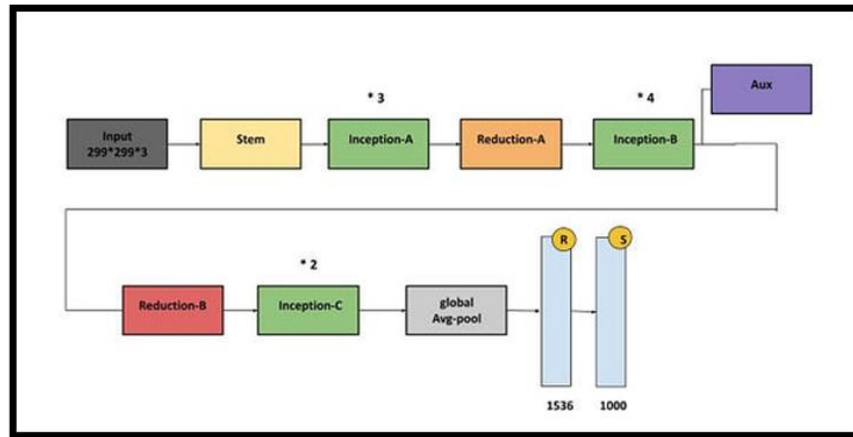 * 3
* 4
Aux
Input
299*299*3
Stem
Inception-A
Reduction-A
Inception-B
* 2
R
S
Reduction-B
Inception-C
global
Avg-pool
1536
1000